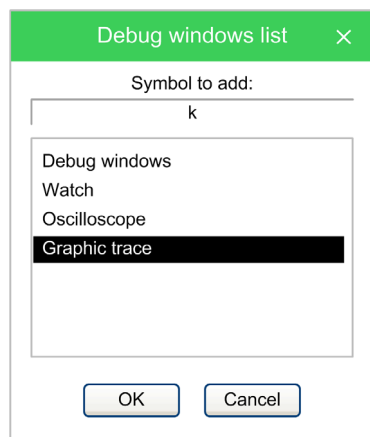 Debug windows list
Symbol to add:
k
Debug windows
Watch
Oscilloscope
Graphic trace
OK
Cancel